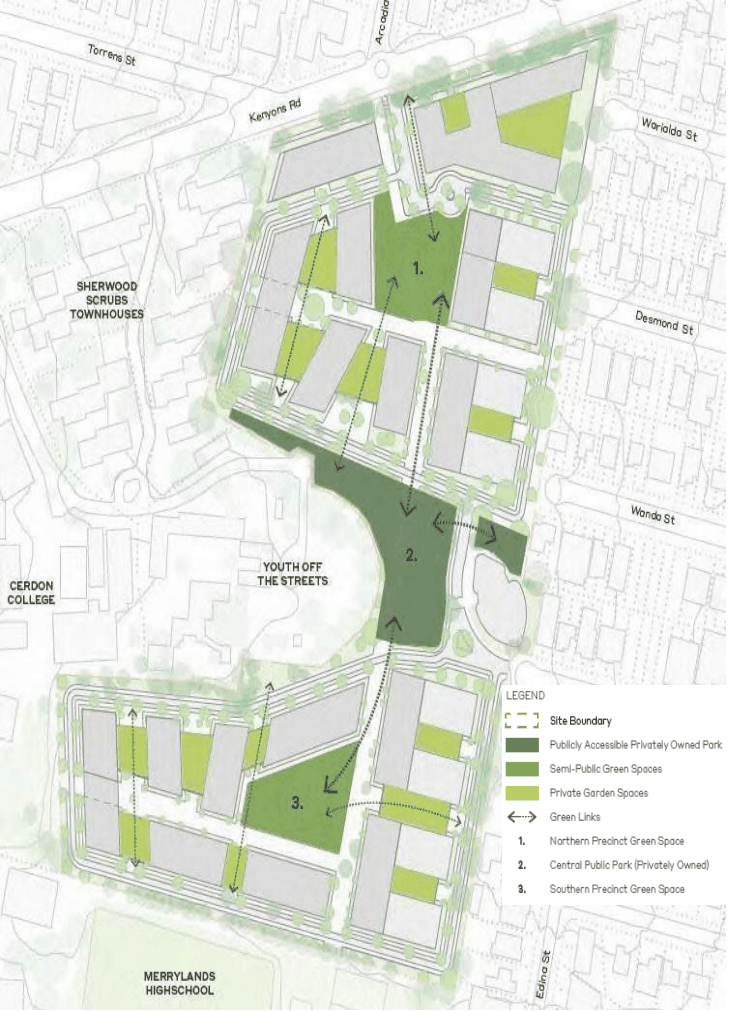 Arcadia
Torrens St
Kenyons Rd
Warialda St
1.
SHERWOOD
SCRUBS
TOWNHOUSES
Desmond St
Wanda St
2.
YOUTH OFF
THE STREETS
CERDON
COLLEGE
3.
LEGEND
Site Boundary
Publicly Accessible Privately Owned Park
Semi-Public Green Spaces
Private Garden Spaces
Green Links
1. Northern Precinct Green Space
2. Central Public Park (Privately Owned)
3. Southern Precinct Green Space
MERRYLANDS
HIGHSCHOOL
Edina St